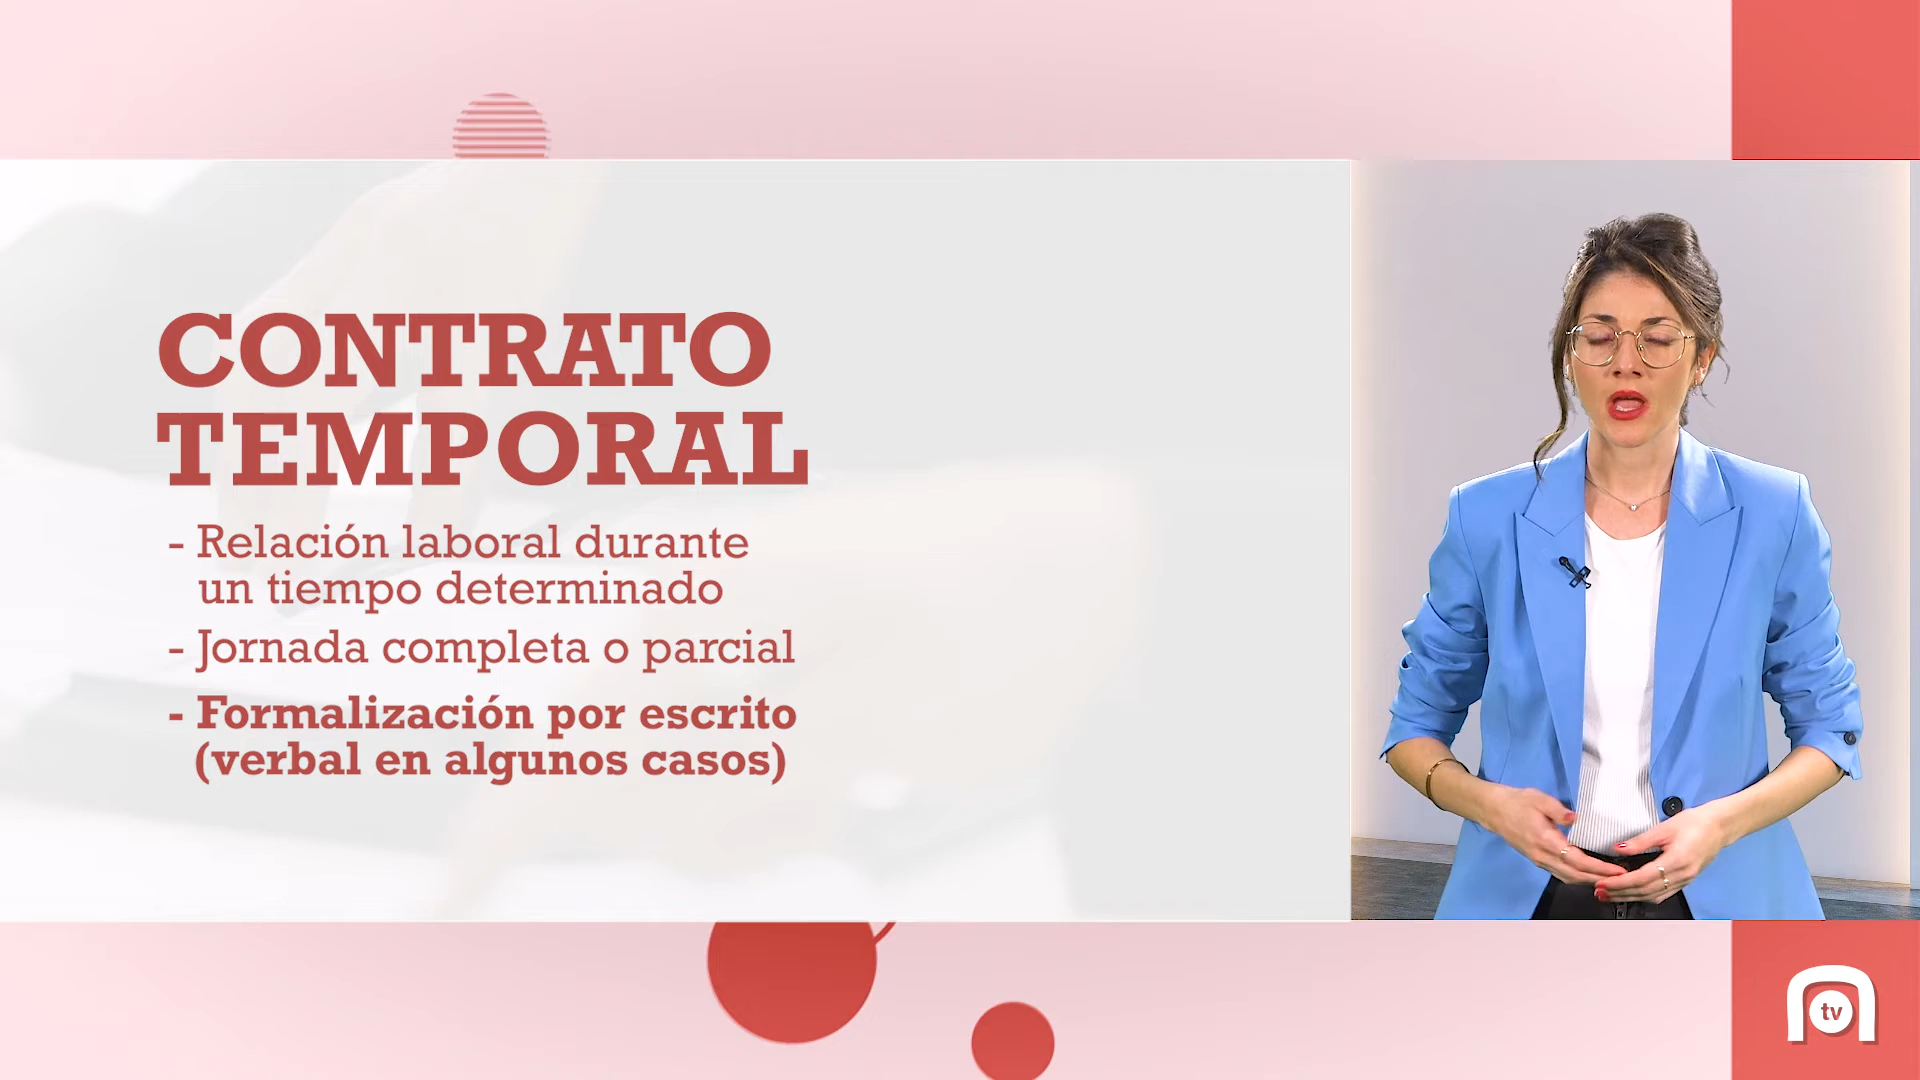 CONTRATO
TEMPORAL
- Relación laboral durante
un tiempo determinado
- Jornada completa o parcial
- Formalización por escrito
(verbal en algunos casos)
tv